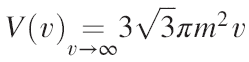 V(v) =_{v→∞} 3√3πm²v